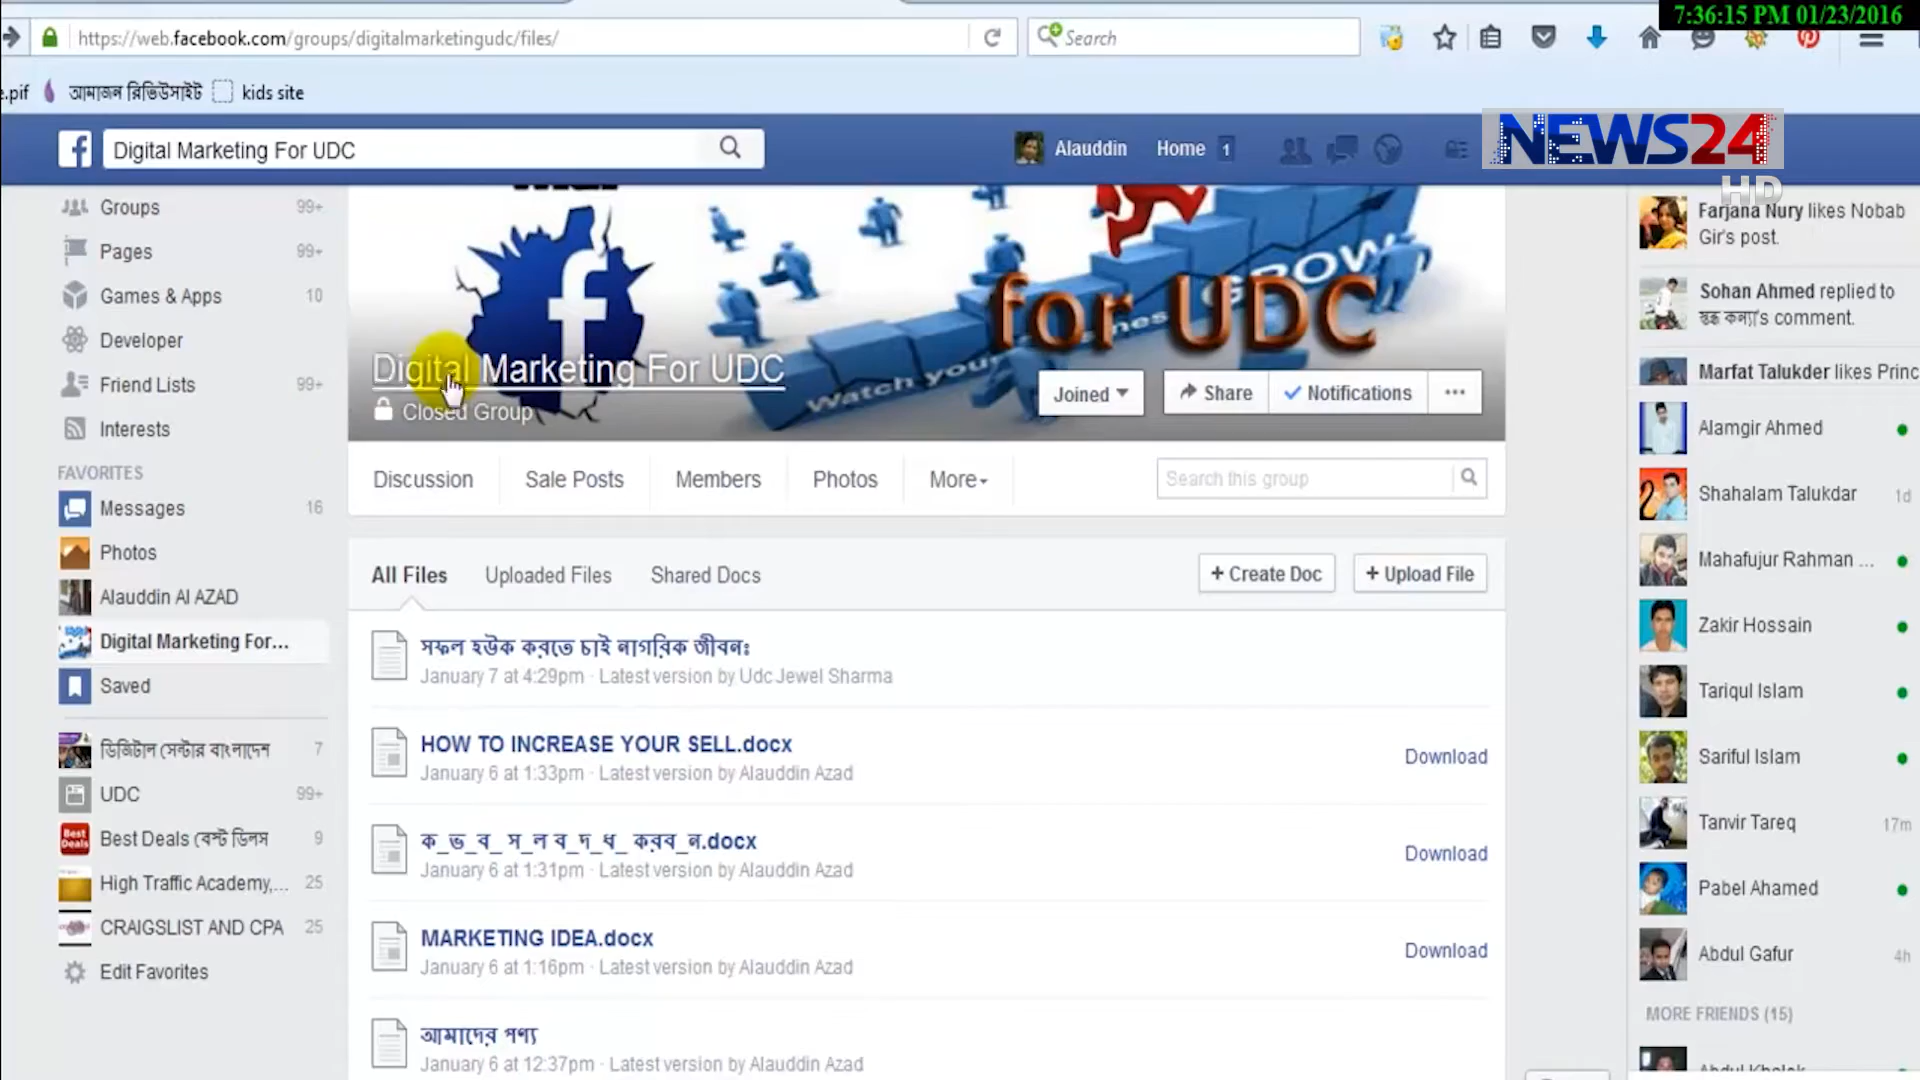 7:36:15 PM 01/23/2016
https://web.facebook.com/groups/digitalmarketingudc/files/
Search
e.pif
আমাজন রিভিউসাইট
kids site
NEWS24
HD
Digital Marketing For UDC
Alauddin
Home 1
Groups 99+
Pages 99+
Games & Apps 10
Developer
Friend Lists 99+
Interests
FAVORITES
Messages 16
Photos
Alauddin Al AZAD
Digital Marketing For...
Saved
ডিজিটাল সেন্টার বাংলাদেশ 7
UDC 99+
Best Deals বেস্ট ডিলস 9
High Traffic Academy,... 25
CRAIGSLIST AND CPA 25
Edit Favorites
for UDC
GROW
Watch your
Digital Marketing For UDC
Closed Group
Joined
Share
Notifications
Discussion
Sale Posts
Members
Photos
More
Search this group
All Files
Uploaded Files
Shared Docs
+ Create Doc
+ Upload File
সফল হউক করতে চাই নাগরিক জীবনঃ
January 7 at 4:29pm · Latest version by Udc Jewel Sharma
HOW TO INCREASE YOUR SELL.docx
January 6 at 1:33pm · Latest version by Alauddin Azad
Download
ক_ভ_ব_ স_ল ব_দ_ধ_ করব_ন.docx
January 6 at 1:31pm · Latest version by Alauddin Azad
Download
MARKETING IDEA.docx
January 6 at 1:16pm · Latest version by Alauddin Azad
Download
আমাদের পণ্য
January 6 at 12:37pm · Latest version by Alauddin Azad
Farjana Nury likes Nobab
Gir's post.
Sohan Ahmed replied to
স্তব্ধ কন্যা's comment.
Marfat Talukder likes Princ
Alamgir Ahmed
Shahalam Talukdar 1d
Mahafujur Rahman ...
Zakir Hossain
Tariqul Islam
Sariful Islam
Tanvir Tareq 17m
Pabel Ahamed
Abdul Gafur 4h
MORE FRIENDS (15)